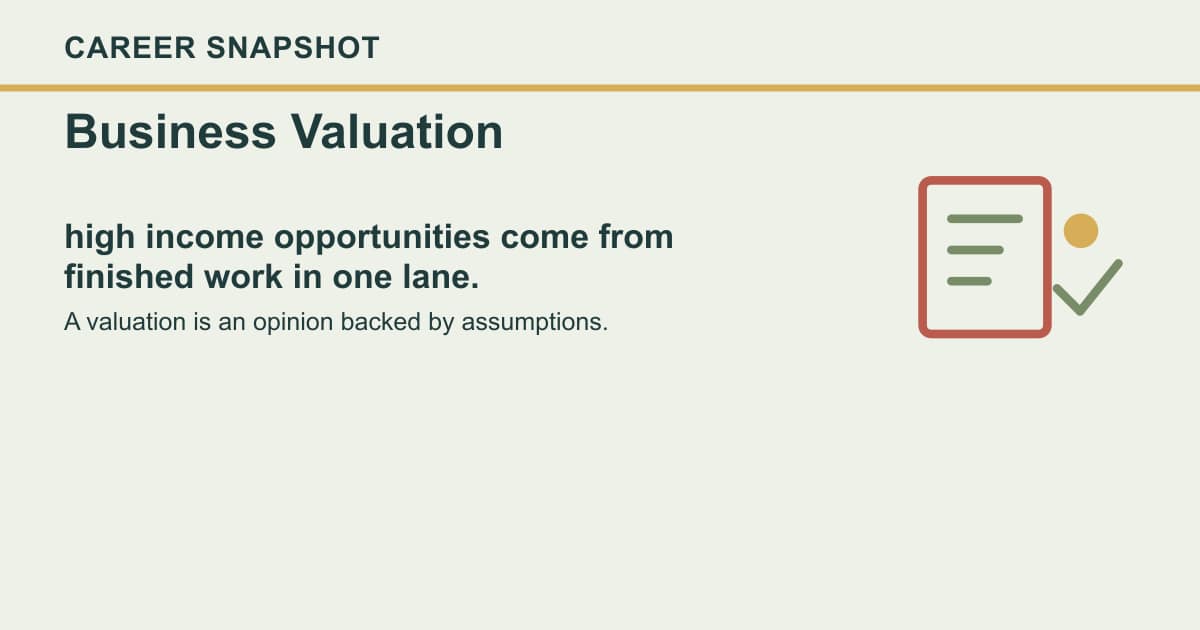 CAREER SNAPSHOT
Business Valuation
high income opportunities come from
finished work in one lane.
A valuation is an opinion backed by assumptions.